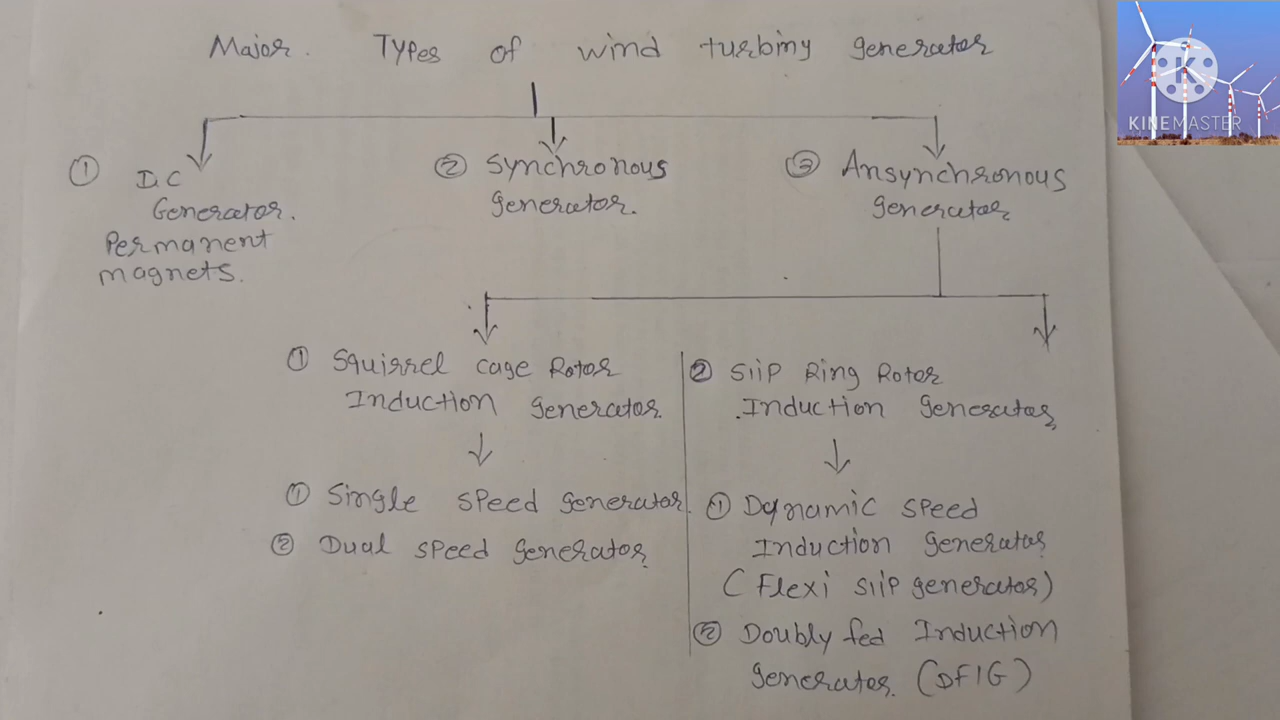 Major. Types of wind turbiny generator
① D.C
Generator.
Permanent
magnets.
② Synchronous
generator.
③ Ansynchronous
generator
① Squirrel cage Rotor
Induction generator.
① Single speed generator.
② Dual speed generator.
② Slip Ring Rotor
Induction generator
① Dynamic speed
Induction generator
(Flexi slip generator)
② Doubly fed Induction
generator. (DFIG)
K
KINEMASTER